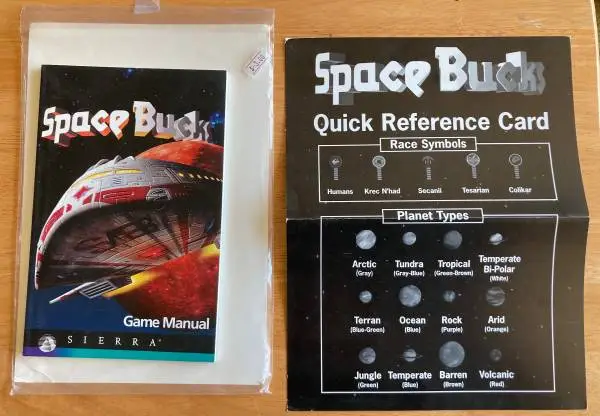 Space Bucks
SAER
Game Manual
SIERRA
Space Bucks
Quick Reference Card
Race Symbols
Humans Krec N'had Socanii Tesarian Colikar
Planet Types
Arctic Tundra Tropical Temperate
Bi-Polar
(Gray) (Gray-Blue) (Green-Brown) (White)
Terran Ocean Rock Arid
(Blue-Green) (Blue) (Purple) (Orange)
Jungle Temperate Barren Volcanic
(Green) (Blue) (Brown) (Red)